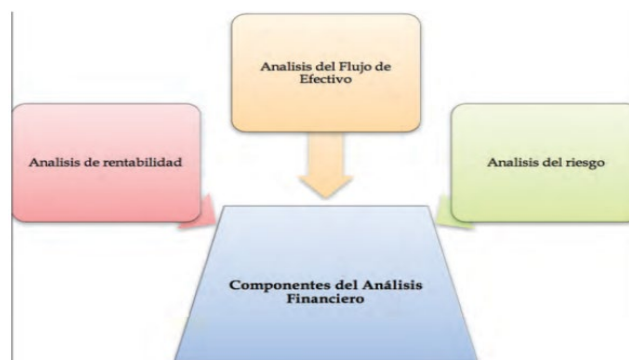 Analisis del Flujo de
Efectivo
Analisis de rentabilidad
Analisis del riesgo
Componentes del Análisis
Financiero